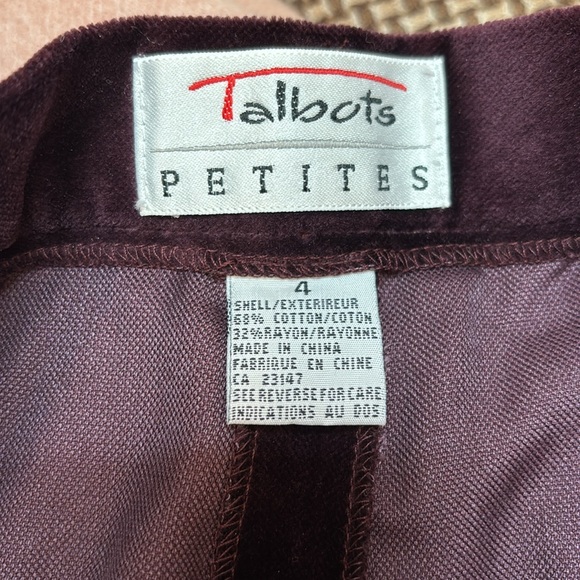 Talbots
PETITES
4
SHELL/EXTERIREUR
68% COTTON/COTON
32%RAYON/RAYONNE
MADE IN CHINA
FABRIQUE EN CHINE
CA 23147
SEE REVERSE FOR CARE
INDICATIONS AU DOS